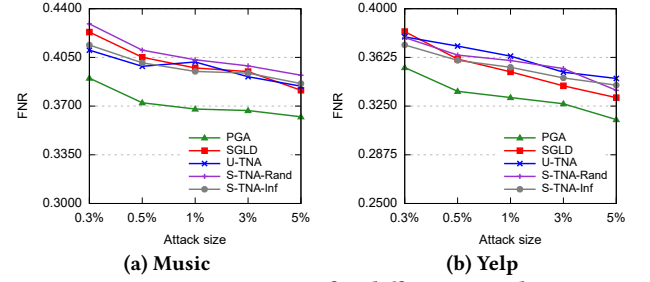 0.4400
0.4050
0.3700
0.3350
0.3000
FNR
PGA
SGLD
U-TNA
S-TNA-Rand
S-TNA-Inf
0.3% 0.5% 1% 3% 5%
Attack size
(a) Music
0.4000
0.3625
0.3250
0.2875
0.2500
FNR
PGA
SGLD
U-TNA
S-TNA-Rand
S-TNA-Inf
0.3% 0.5% 1% 3% 5%
Attack size
(b) Yelp